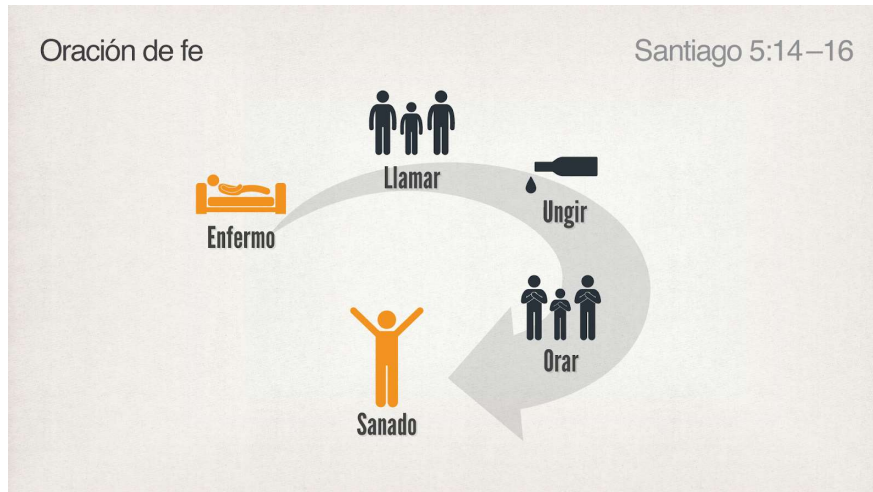 Oración de fe
Santiago 5:14–16
Llamar
Ungir
Enfermo
Orar
Sanado